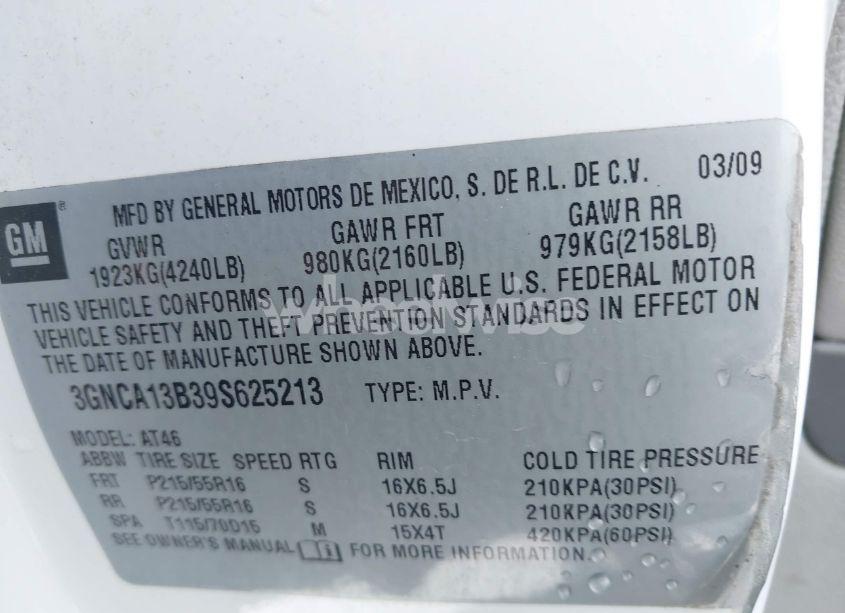 GM ®
MFD BY GENERAL MOTORS DE MEXICO, S. DE R.L. DE C.V. 03/09
GVWR GAWR FRT GAWR RR
1923KG(4240LB) 980KG(2160LB) 979KG(2158LB)
THIS VEHICLE CONFORMS TO ALL APPLICABLE U.S. FEDERAL MOTOR
VEHICLE SAFETY AND THEFT PREVENTION STANDARDS IN EFFECT ON
THE DATE OF MANUFACTURE SHOWN ABOVE.
3GNCA13B39S625213 TYPE: M.P.V.
MODEL: AT46
ABBW TIRE SIZE SPEED RTG RIM COLD TIRE PRESSURE
FRT P215/55R16 S 16X6.5J 210KPA(30PSI)
RR P215/55R16 S 16X6.5J 210KPA(30PSI)
SPA T115/70D15 M 15X4T 420KPA(60PSI)
SEE OWNER'S MANUAL FOR MORE INFORMATION.